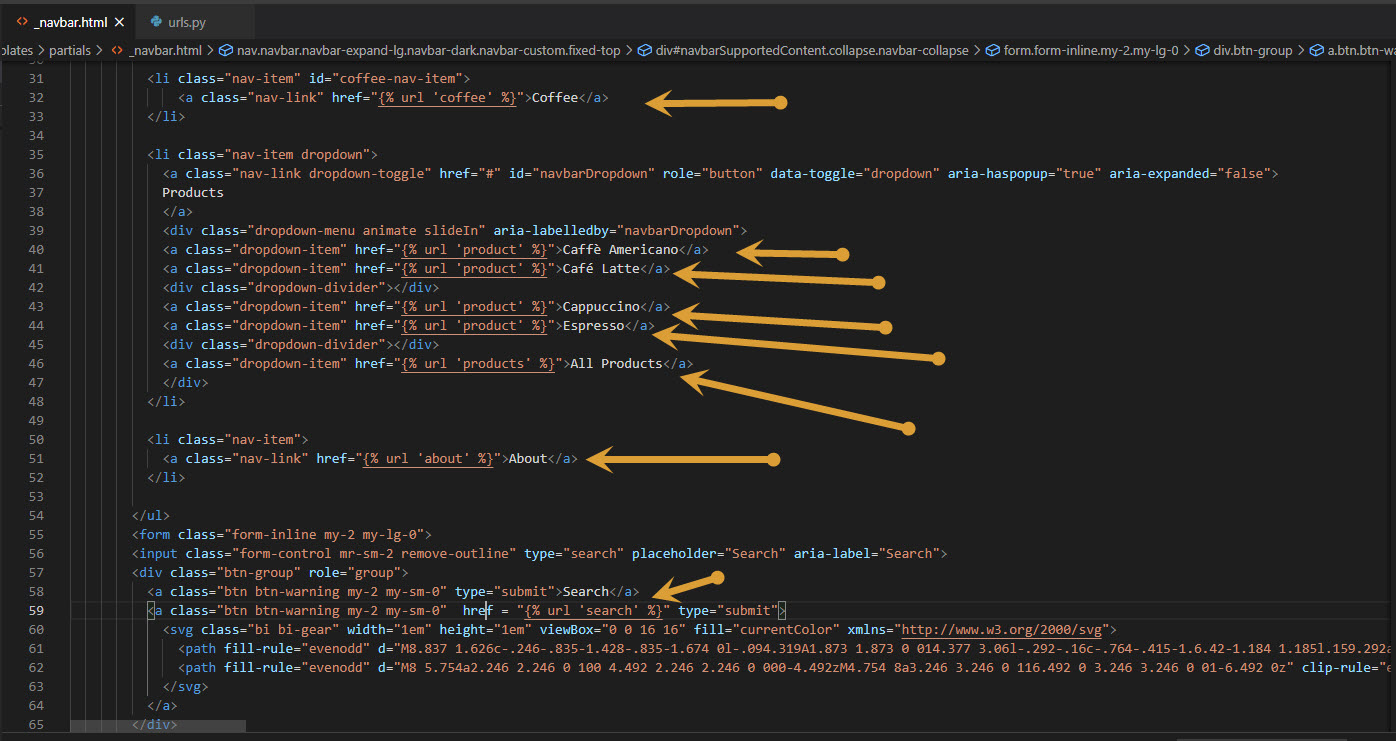 _navbar.html
urls.py
plates > partials > _navbar.html > nav.navbar.navbar-expand-lg.navbar-dark.navbar-custom.fixed-top > div#navbarSupportedContent.collapse.navbar-collapse > form.form-inline.my-2.my-lg-0 > div.btn-group > a.btn.btn-wa
30
31 <li class="nav-item" id="coffee-nav-item">
32 <a class="nav-link" href="{% url 'coffee' %}">Coffee</a>
33 </li>
34
35 <li class="nav-item dropdown">
36 <a class="nav-link dropdown-toggle" href="#" id="navbarDropdown" role="button" data-toggle="dropdown" aria-haspopup="true" aria-expanded="false">
37 Products
38 </a>
39 <div class="dropdown-menu animate slideIn" aria-labelledby="navbarDropdown">
40 <a class="dropdown-item" href="{% url 'product' %}">Caffè Americano</a>
41 <a class="dropdown-item" href="{% url 'product' %}">Café Latte</a>
42 <div class="dropdown-divider"></div>
43 <a class="dropdown-item" href="{% url 'product' %}">Cappuccino</a>
44 <a class="dropdown-item" href="{% url 'product' %}">Espresso</a>
45 <div class="dropdown-divider"></div>
46 <a class="dropdown-item" href="{% url 'products' %}">All Products</a>
47 </div>
48 </li>
49
50 <li class="nav-item">
51 <a class="nav-link" href="{% url 'about' %}">About</a>
52 </li>
53
54 </ul>
55 <form class="form-inline my-2 my-lg-0">
56 <input class="form-control mr-sm-2 remove-outline" type="search" placeholder="Search" aria-label="Search">
57 <div class="btn-group" role="group">
58 <a class="btn btn-warning my-2 my-sm-0" type="submit">Search</a>
59 <a class="btn btn-warning my-2 my-sm-0"  href = "{% url 'search' %}" type="submit">
60 <svg class="bi bi-gear" width="1em" height="1em" viewBox="0 0 16 16" fill="currentColor" xmlns="http://www.w3.org/2000/svg">
61 <path fill-rule="evenodd" d="M8.837 1.626c-.246-.835-1.428-.835-1.674 0l-.094.319A1.873 1.873 0 014.377 3.06l-.292-.16c-.764-.415-1.6.42-1.184 1.185l.159.292a
62 <path fill-rule="evenodd" d="M8 5.754a2.246 2.246 0 100 4.492 2.246 2.246 0 000-4.492zM4.754 8a3.246 3.246 0 116.492 0 3.246 3.246 0 01-6.492 0z" clip-rule="e
63 </svg>
64 </a>
65 </div>